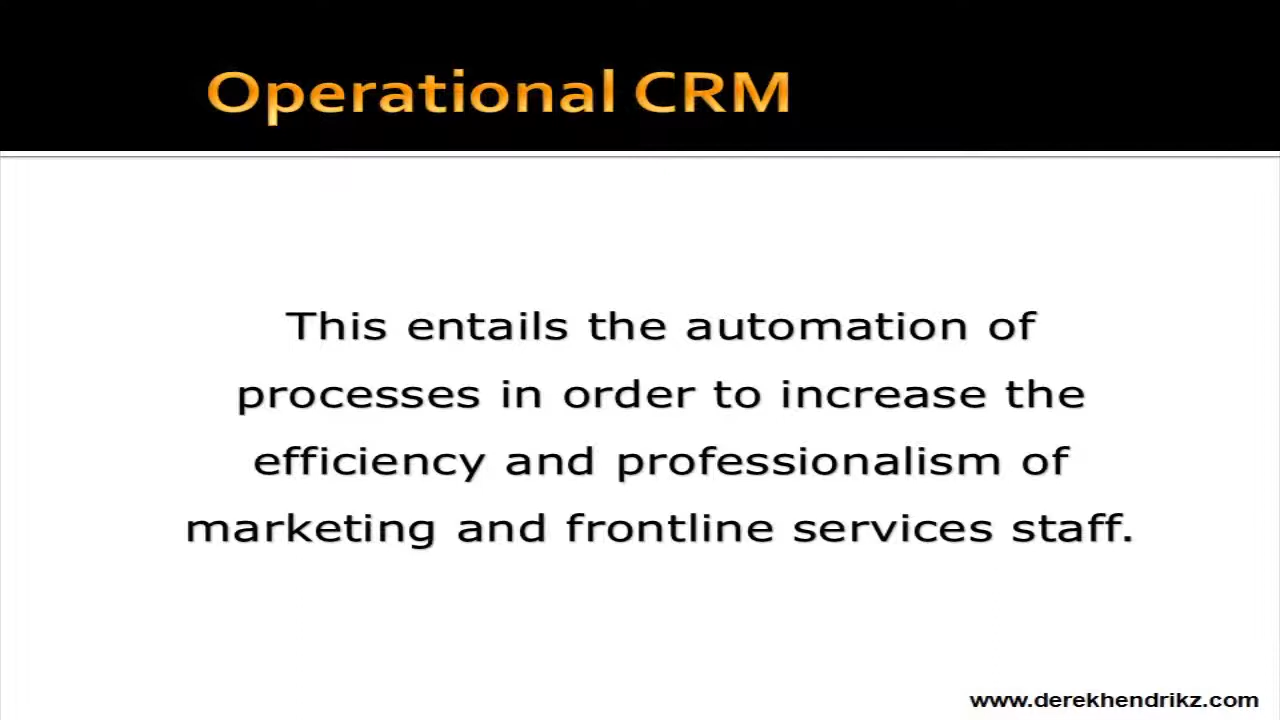 Operational CRM
This entails the automation of
processes in order to increase the
efficiency and professionalism of
marketing and frontline services staff.
www.derekhendrikz.com